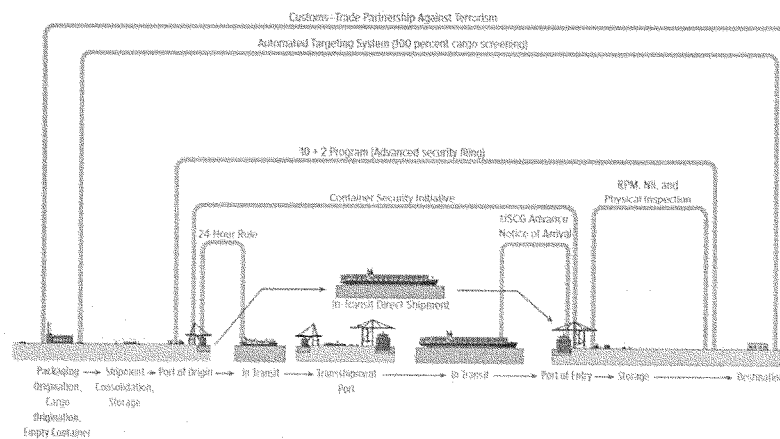 Customs-Trade Partnership Against Terrorism
Automated Targeting System (100 percent cargo screening)
10 + 2 Program (Advanced security filing)
RPM, NII, and
Physical Inspection
Container Security Initiative
USCG Advance
Notice of Arrival
24 Hour Rule
In-Transit Direct Shipment
Packaging Shipment Port of Origin In Transit Transshipment In Transit Port of Entry Storage Destination
Origination, Consolidation, Port
Cargo Storage
Origination,
Empty Container